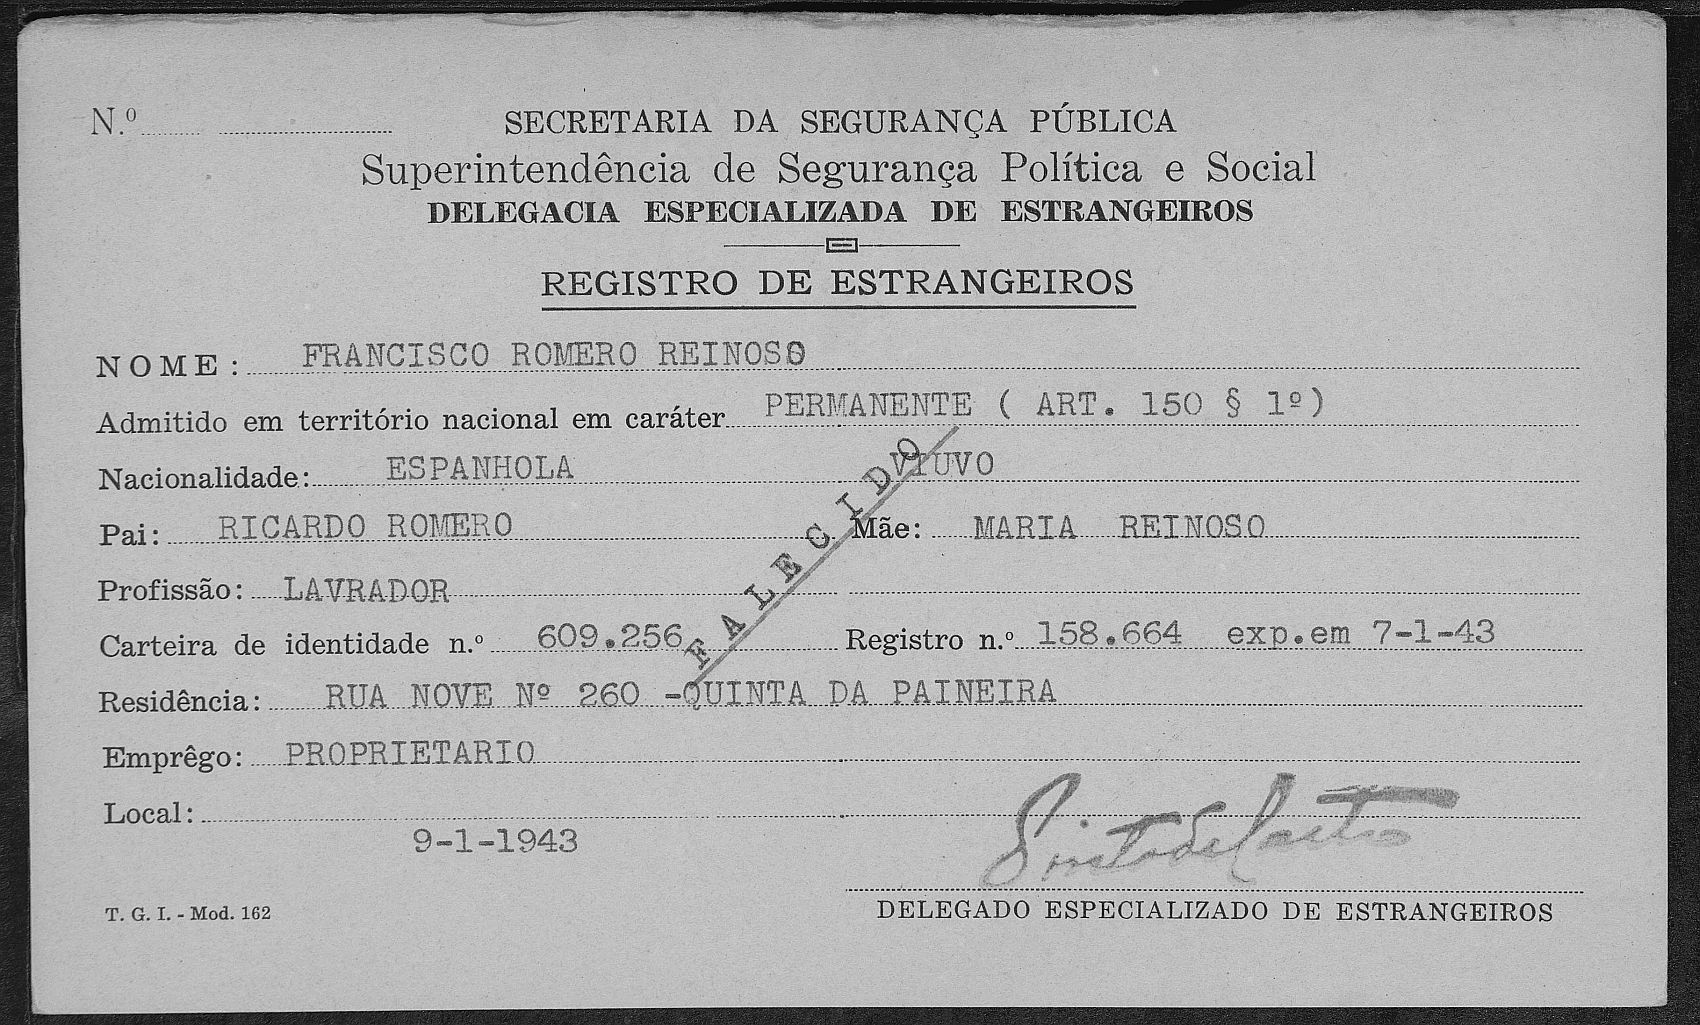 N.º
SECRETARIA DA SEGURANÇA PÚBLICA
Superintendência de Segurança Política e Social
DELEGACIA ESPECIALIZADA DE ESTRANGEIROS
REGISTRO DE ESTRANGEIROS
NOME: FRANCISCO ROMERO REINOSO
Admitido em território nacional em caráter PERMANENTE ( ART. 150 § 1º)
Nacionalidade: ESPANHOLA VIUVO
FALECIDO
Pai: RICARDO ROMERO Mãe: MARIA REINOSO
Profissão: LAVRADOR
Carteira de identidade n.º 609.256 Registro n.º 158.664 exp.em 7-1-43
Residência: RUA NOVE Nº 260 -QUINTA DA PAINEIRA
Emprêgo: PROPRIETARIO
Local:
9-1-1943
DELEGADO ESPECIALIZADO DE ESTRANGEIROS
T. G. I. - Mod. 162